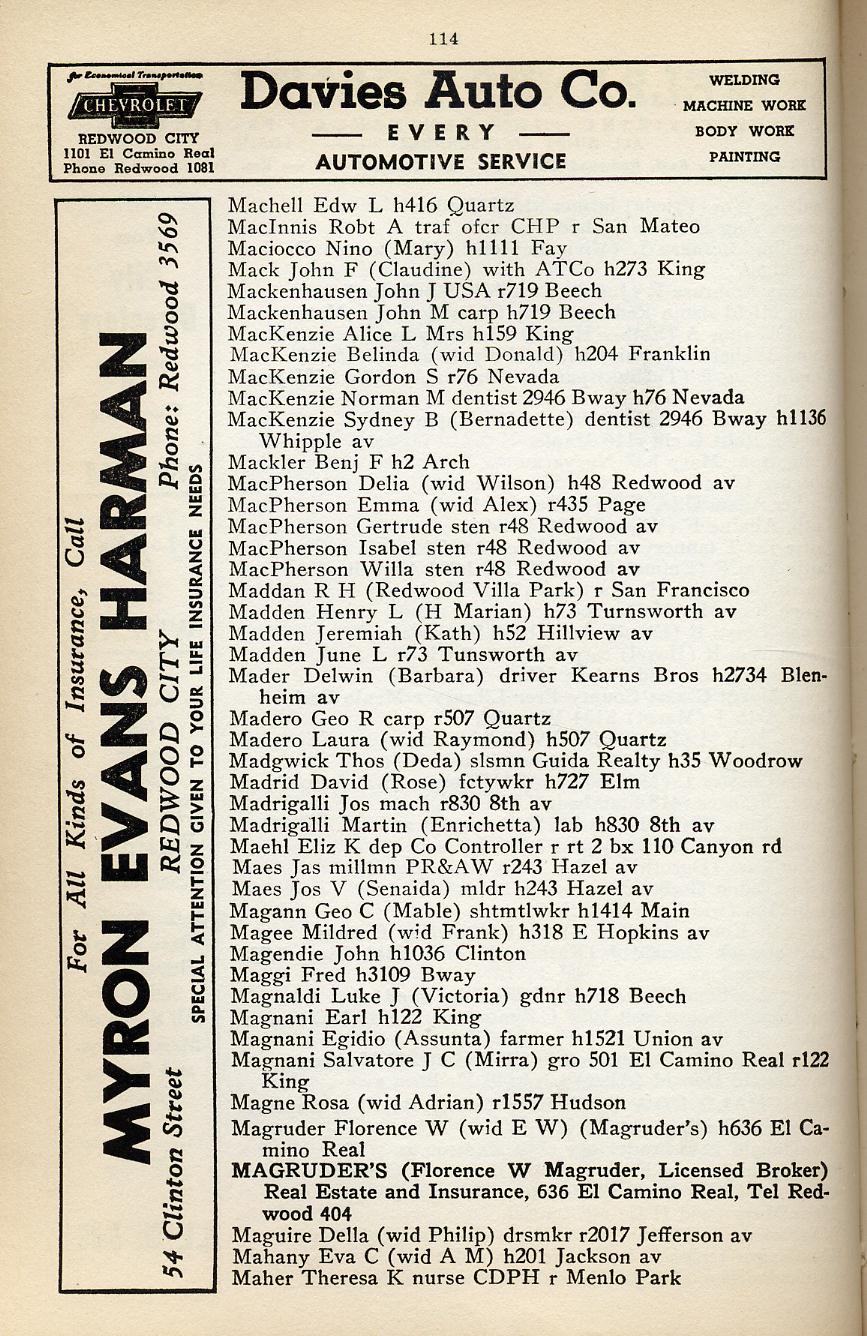 114
for Economical Transportation
CHEVROLET
REDWOOD CITY
1101 El Camino Real
Phone Redwood 1081
Davies Auto Co.
EVERY
AUTOMOTIVE SERVICE
WELDING
MACHINE WORK
BODY WORK
PAINTING
For All Kinds of Insurance, Call
MYRON EVANS HARMAN
54 Clinton Street REDWOOD CITY Phone: Redwood 3569
SPECIAL ATTENTION GIVEN TO YOUR LIFE INSURANCE NEEDS
Machell Edw L h416 Quartz
MacInnis Robt A traf ofcr CHP r San Mateo
Maciocco Nino (Mary) h1111 Fay
Mack John F (Claudine) with ATCo h273 King
Mackenhausen John J USA r719 Beech
Mackenhausen John M carp h719 Beech
MacKenzie Alice L Mrs h159 King
MacKenzie Belinda (wid Donald) h204 Franklin
MacKenzie Gordon S r76 Nevada
MacKenzie Norman M dentist 2946 Bway h76 Nevada
MacKenzie Sydney B (Bernadette) dentist 2946 Bway h1136
Whipple av
Mackler Benj F h2 Arch
MacPherson Delia (wid Wilson) h48 Redwood av
MacPherson Emma (wid Alex) r435 Page
MacPherson Gertrude sten r48 Redwood av
MacPherson Isabel sten r48 Redwood av
MacPherson Willa sten r48 Redwood av
Maddan R H (Redwood Villa Park) r San Francisco
Madden Henry L (H Marian) h73 Turnsworth av
Madden Jeremiah (Kath) h52 Hillview av
Madden June L r73 Tunsworth av
Mader Delwin (Barbara) driver Kearns Bros h2734 Blen-
heim av
Madero Geo R carp r507 Quartz
Madero Laura (wid Raymond) h507 Quartz
Madgwick Thos (Deda) slsmn Guida Realty h35 Woodrow
Madrid David (Rose) fctywkr h727 Elm
Madrigalli Jos mach r830 8th av
Madrigalli Martin (Enrichetta) lab h830 8th av
Maehl Eliz K dep Co Controller r rt 2 bx 110 Canyon rd
Maes Jas millmn PR&AW r243 Hazel av
Maes Jos V (Senaida) mldr h243 Hazel av
Magann Geo C (Mable) shtmtlwkr h1414 Main
Magee Mildred (wid Frank) h318 E Hopkins av
Magendie John h1036 Clinton
Maggi Fred h3109 Bway
Magnaldi Luke J (Victoria) gdnr h718 Beech
Magnani Earl h122 King
Magnani Egidio (Assunta) farmer h1521 Union av
Magnani Salvatore J C (Mirra) gro 501 El Camino Real r122
King
Magne Rosa (wid Adrian) r1557 Hudson
Magruder Florence W (wid E W) (Magruder's) h636 El Ca-
mino Real
MAGRUDER'S (Florence W Magruder, Licensed Broker)
Real Estate and Insurance, 636 El Camino Real, Tel Red-
wood 404
Maguire Della (wid Philip) drsmkr r2017 Jefferson av
Mahany Eva C (wid A M) h201 Jackson av
Maher Theresa K nurse CDPH r Menlo Park